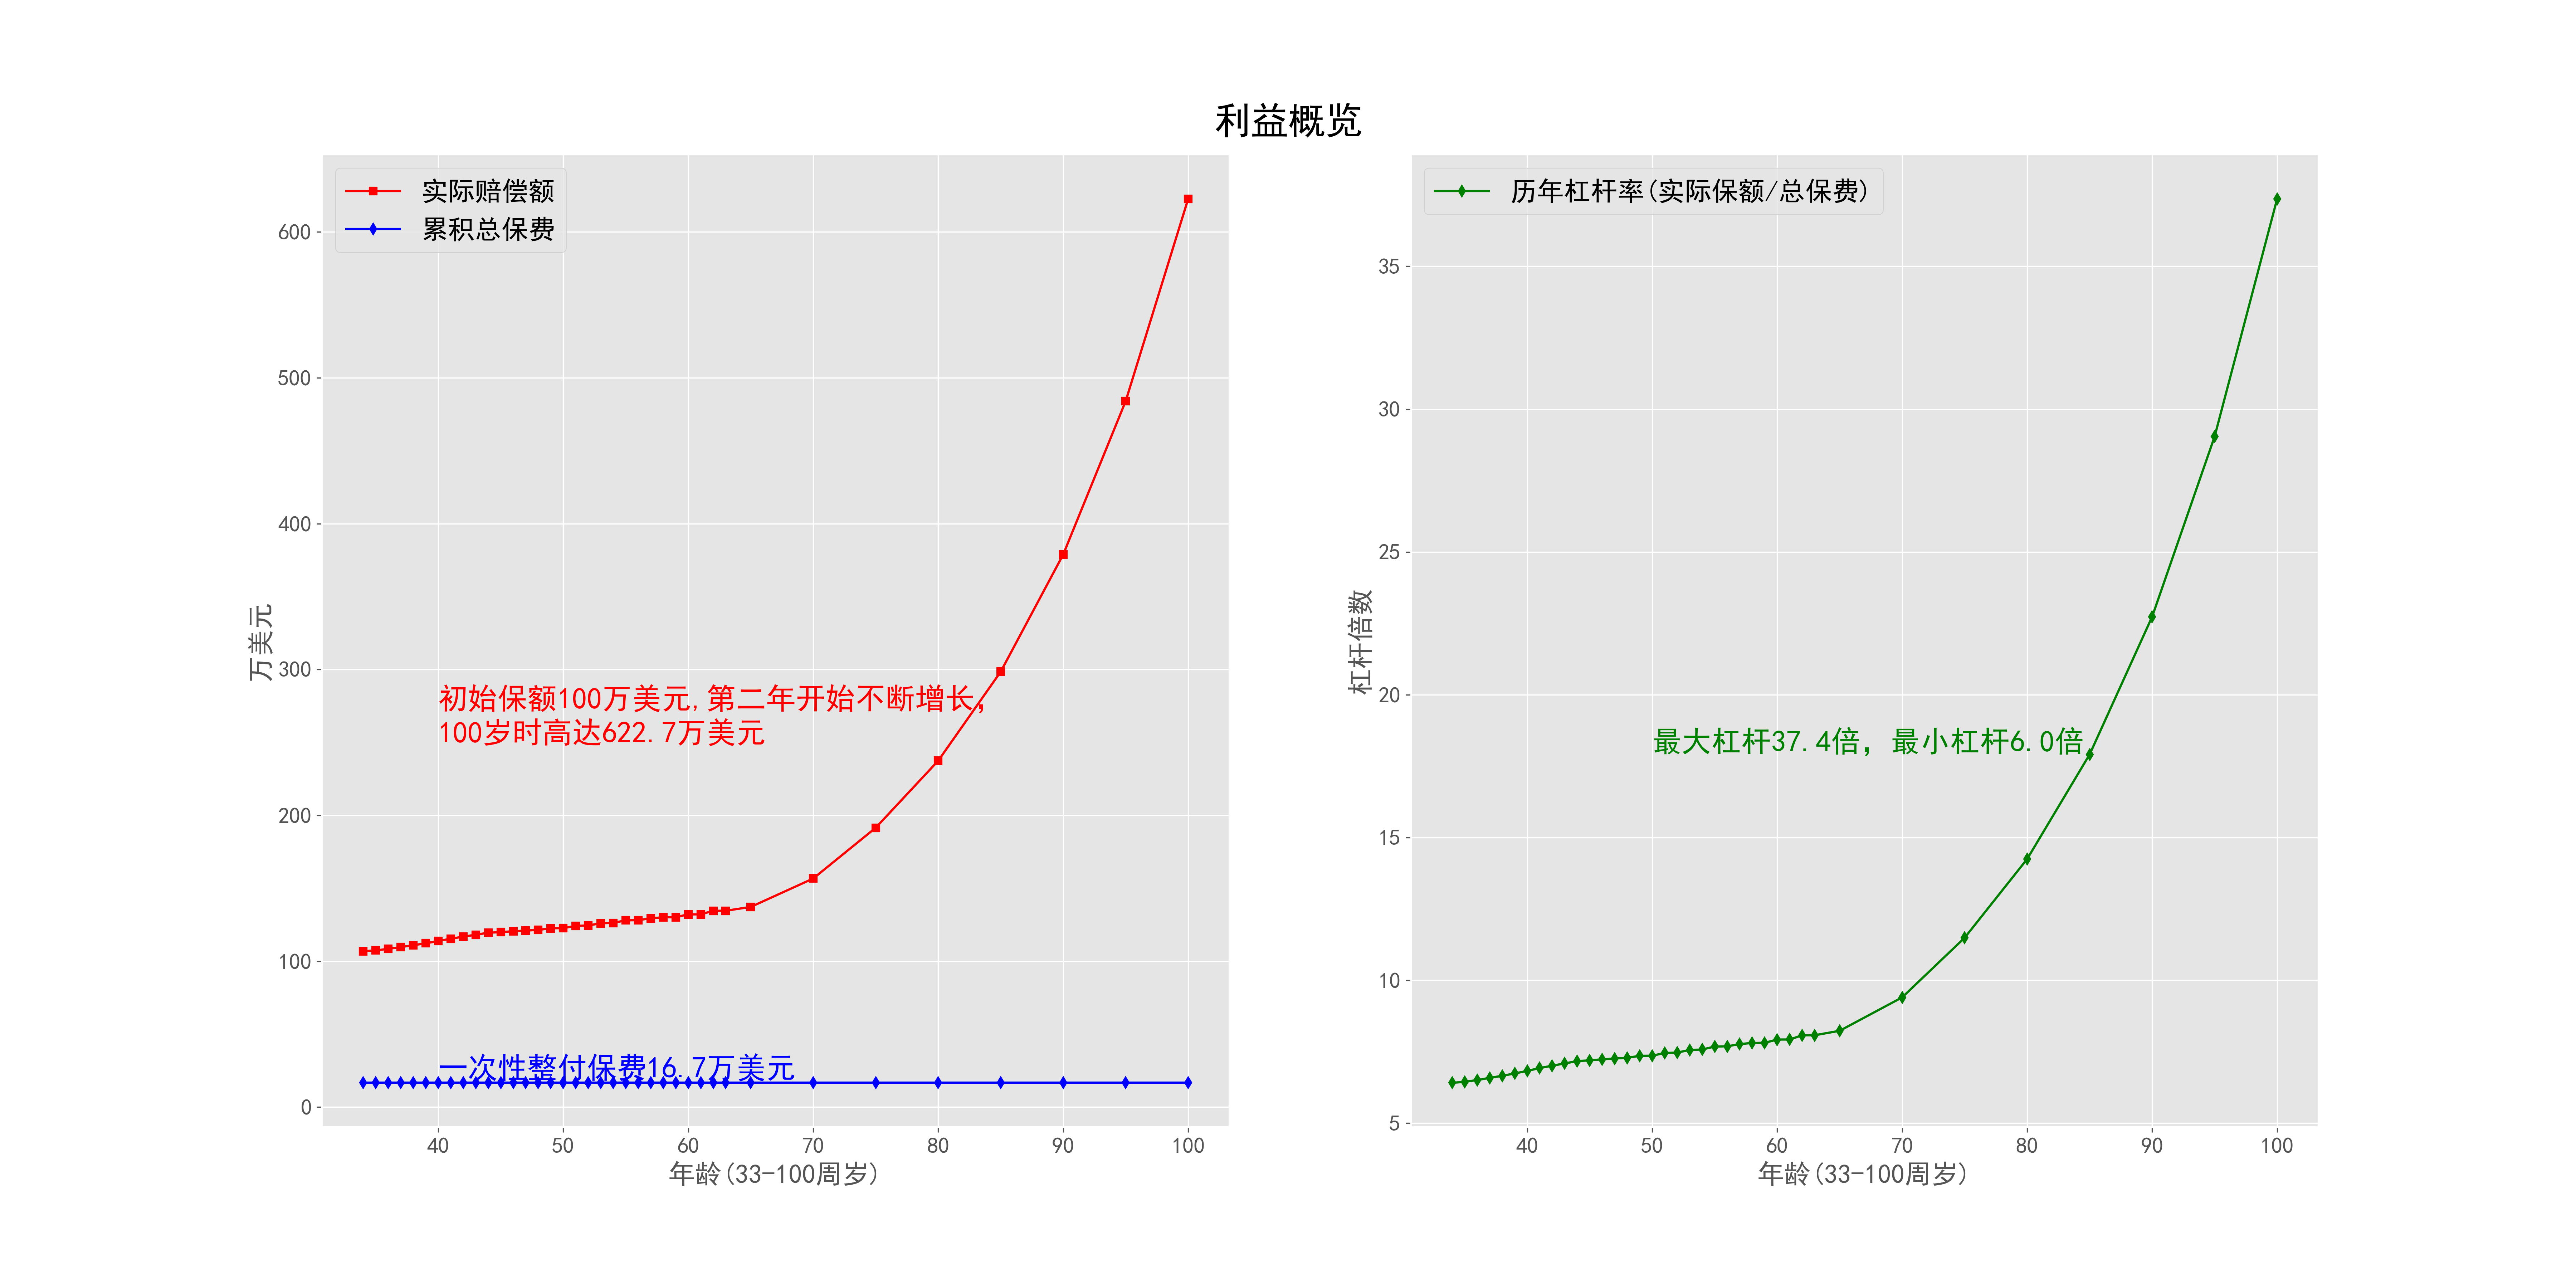 利益概览
实际赔偿额
累积总保费
600
500
400
300
200
100
0
万美元
初始保额100万美元,第二年开始不断增长,
100岁时高达622.7万美元
一次性整付保费16.7万美元
40 50 60 70 80 90 100
年龄(33-100周岁)
历年杠杆率(实际保额/总保费)
35
30
25
20
15
10
5
杠杆倍数
最大杠杆37.4倍，最小杠杆6.0倍
40 50 60 70 80 90 100
年龄(33-100周岁)